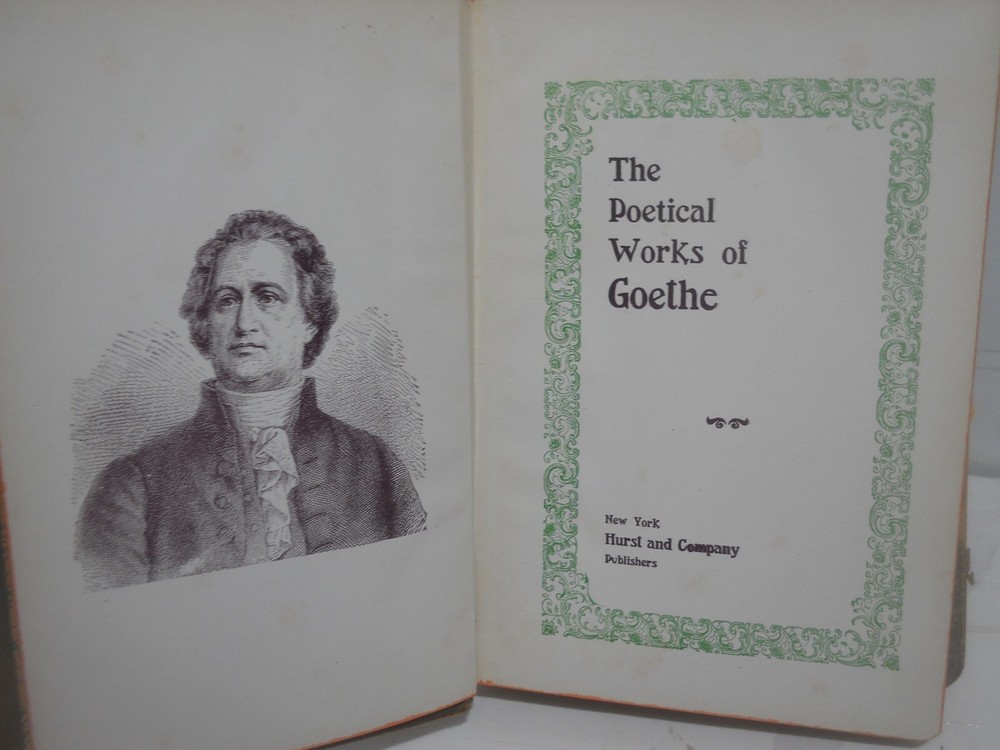 The
Poetical
Works of
Goethe
New York
Hurst and Company
Publishers